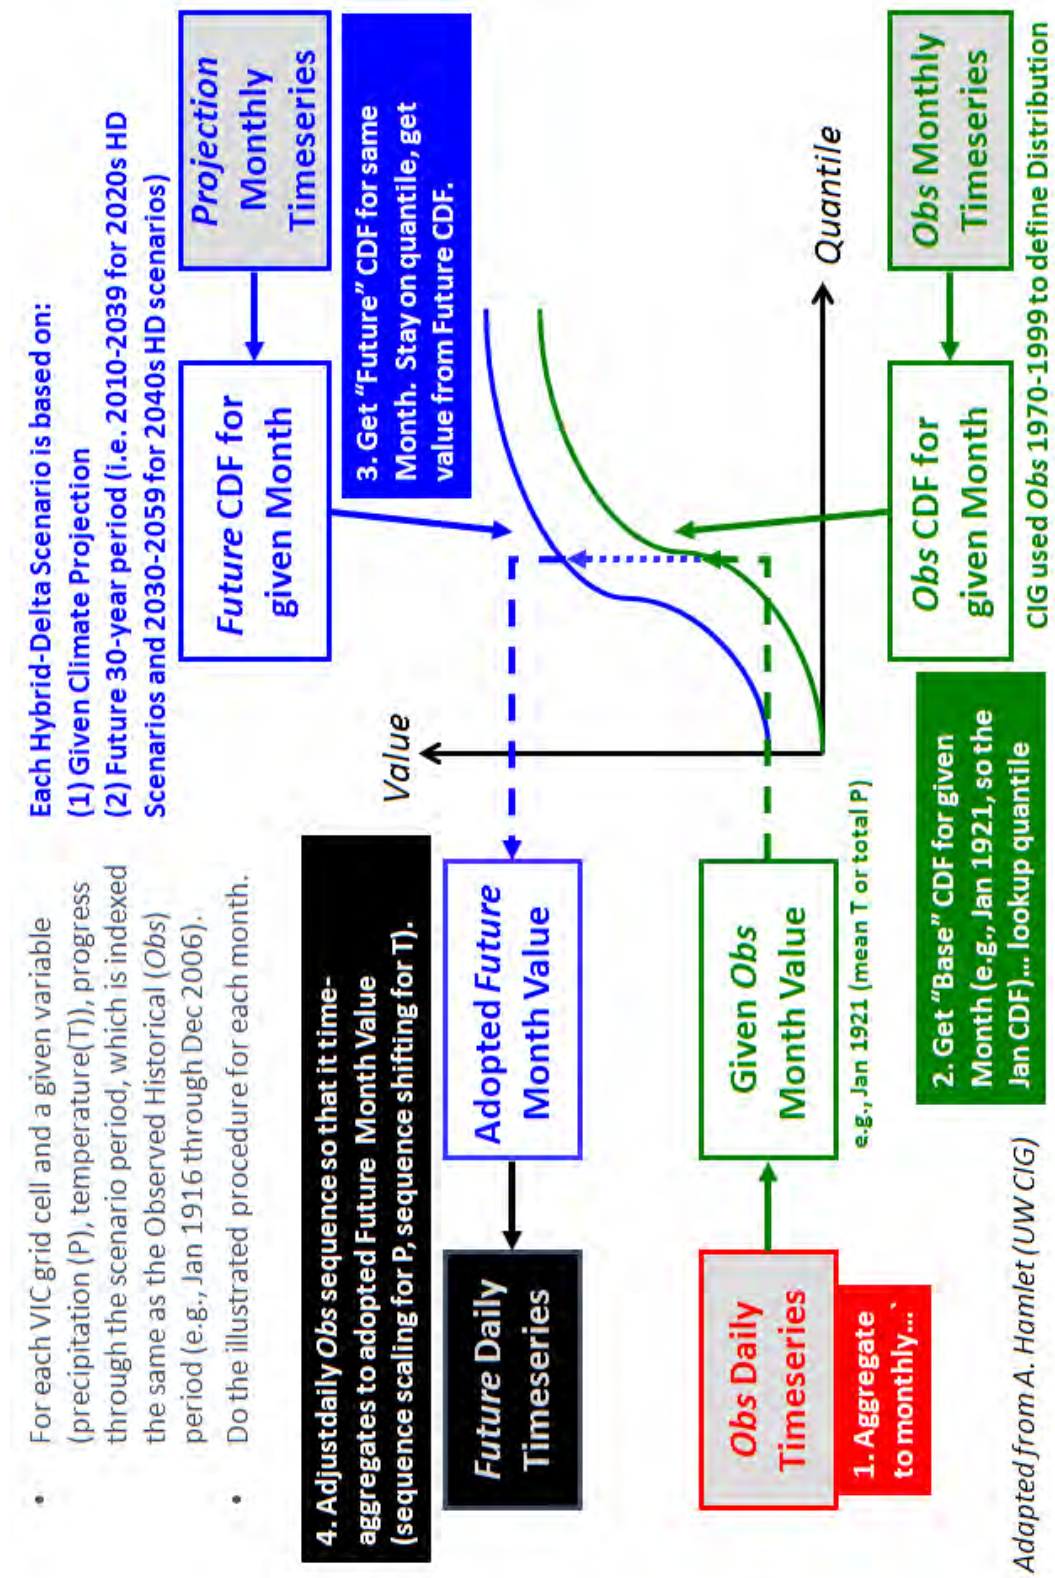 • For each VIC grid cell and a given variable
(precipitation (P), temperature(T)), progress
through the scenario period, which is indexed
the same as the Observed Historical (Obs)
period (e.g., Jan 1916 through Dec 2006).
• Do the illustrated procedure for each month.
Each Hybrid-Delta Scenario is based on:
(1) Given Climate Projection
(2) Future 30-year period (i.e. 2010-2039 for 2020s HD
Scenarios and 2030-2059 for 2040s HD scenarios)
4. Adjust daily Obs sequence so that it time-
aggregates to adopted Future Month Value
(sequence scaling for P, sequence shifting for T).
Future CDF for
given Month
Projection
Monthly
Timeseries
3. Get “Future” CDF for same
Month. Stay on quantile, get
value from Future CDF.
Future Daily
Timeseries
Adopted Future
Month Value
Value
Quantile
Obs Daily
Timeseries
1. Aggregate
to monthly...`
Given Obs
Month Value
e.g., Jan 1921 (mean T or total P)
2. Get “Base” CDF for given
Month (e.g., Jan 1921, so the
Jan CDF)... lookup quantile
Obs CDF for
given Month
Obs Monthly
Timeseries
CIG used Obs 1970-1999 to define Distribution
Adapted from A. Hamlet (UW CIG)